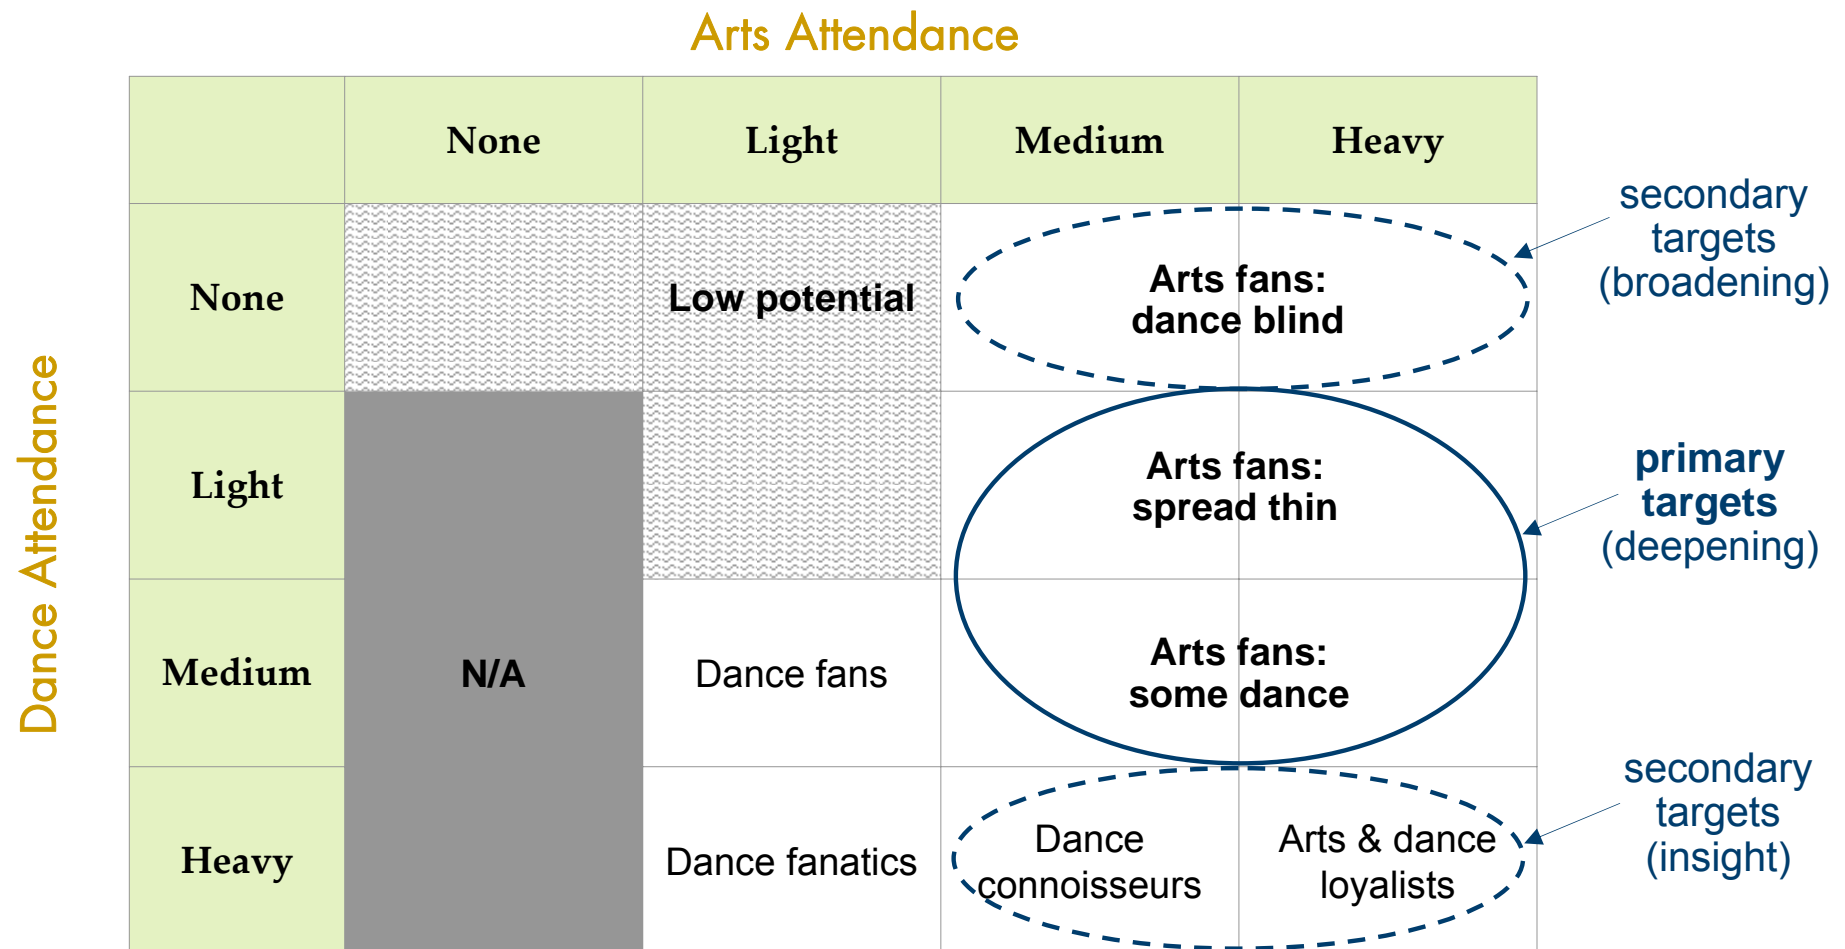 Arts Attendance
None Light Medium Heavy
secondary
targets
(broadening)
None
Low potential
Arts fans:
dance blind
Dance Attendance
Light
Arts fans:
spread thin
primary
targets
(deepening)
Medium
N/A
Dance fans
Arts fans:
some dance
secondary
targets
(insight)
Heavy
Dance fanatics
Dance
connoisseurs
Arts & dance
loyalists